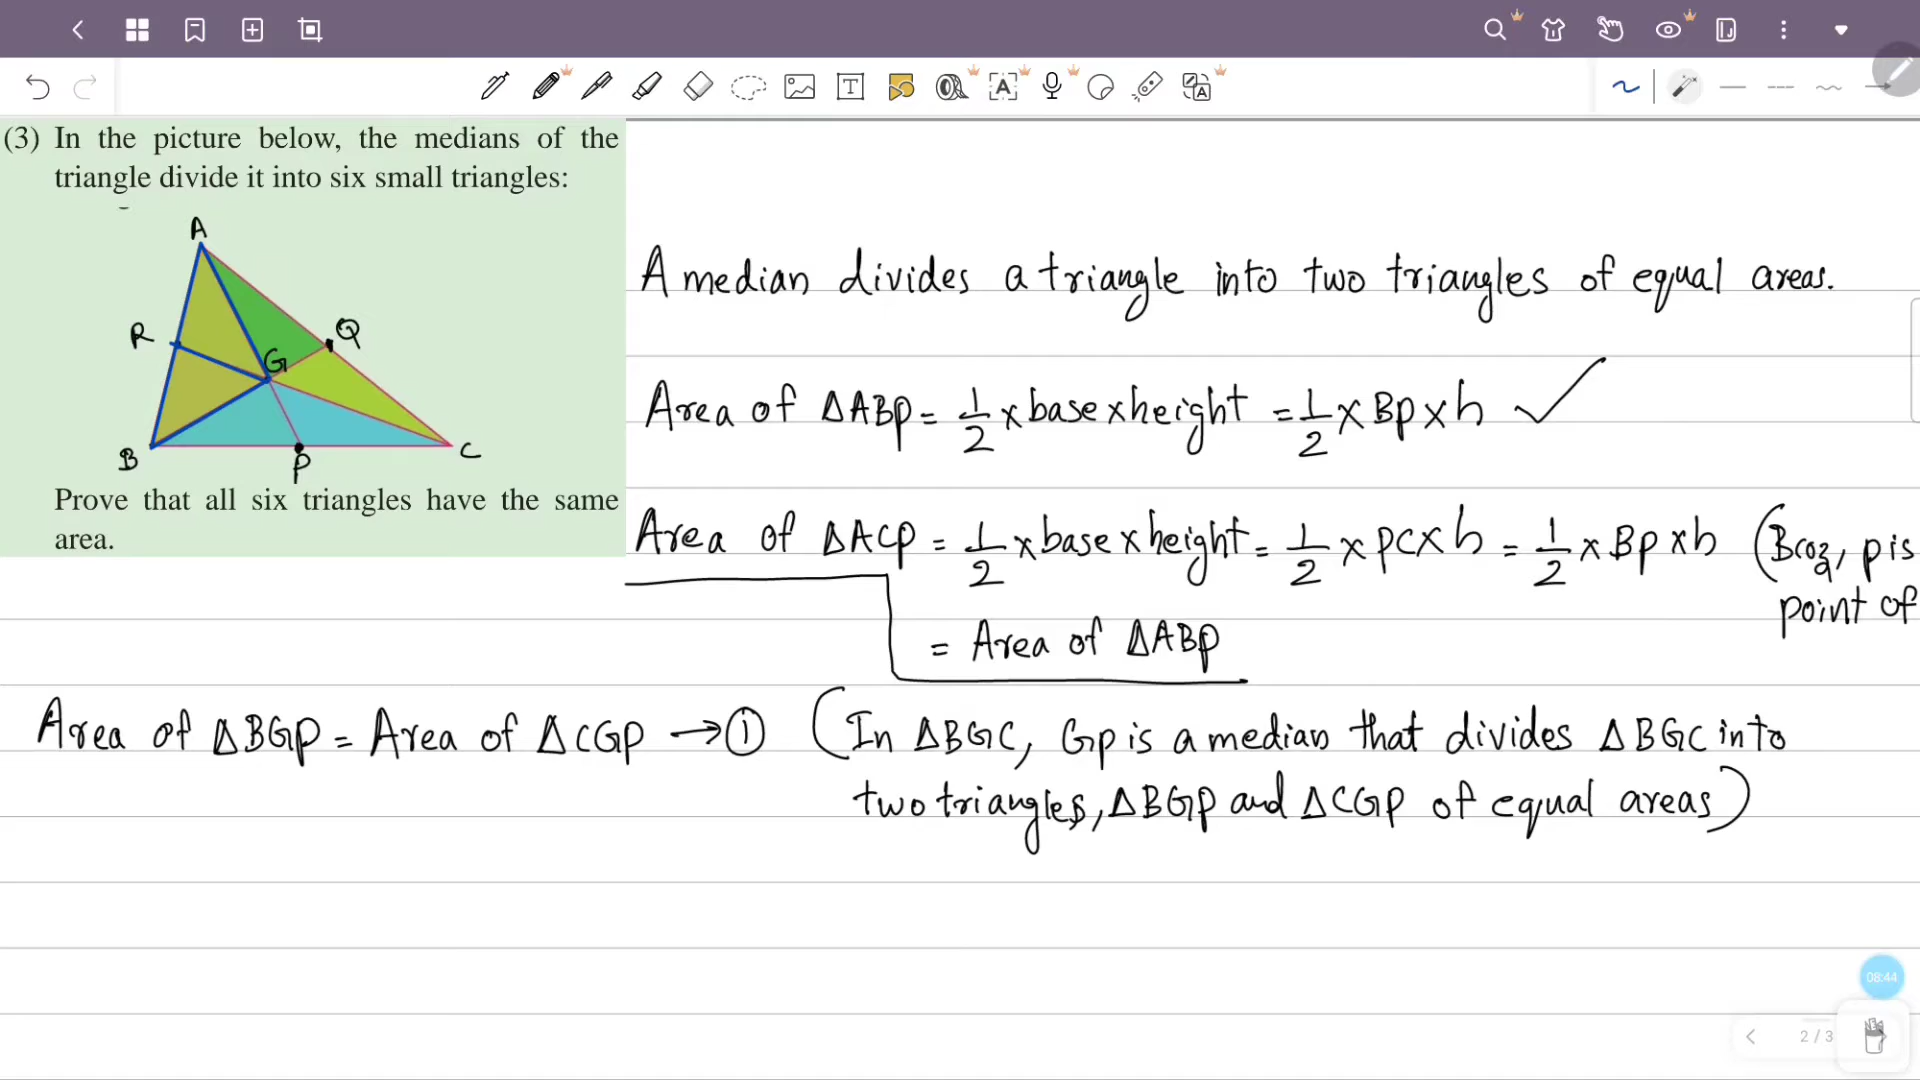 (3) In the picture below, the medians of the
triangle divide it into six small triangles:
A
R
Q
G
B
P
C
Prove that all six triangles have the same
area.
A median divides a triangle into two triangles of equal areas.
Area of ΔABP = 1/2 × base × height = 1/2 × BP × h ✓
Area of ΔACP = 1/2 × base × height = 1/2 × PC × h = 1/2 × BP × h (Bcoz, P is
point of
= Area of ΔABP
Area of ΔBGP = Area of ΔCGP → ① (In ΔBGC, GP is a median that divides ΔBGC into
two triangles, ΔBGP and ΔCGP of equal areas)
08:44
2 / 3